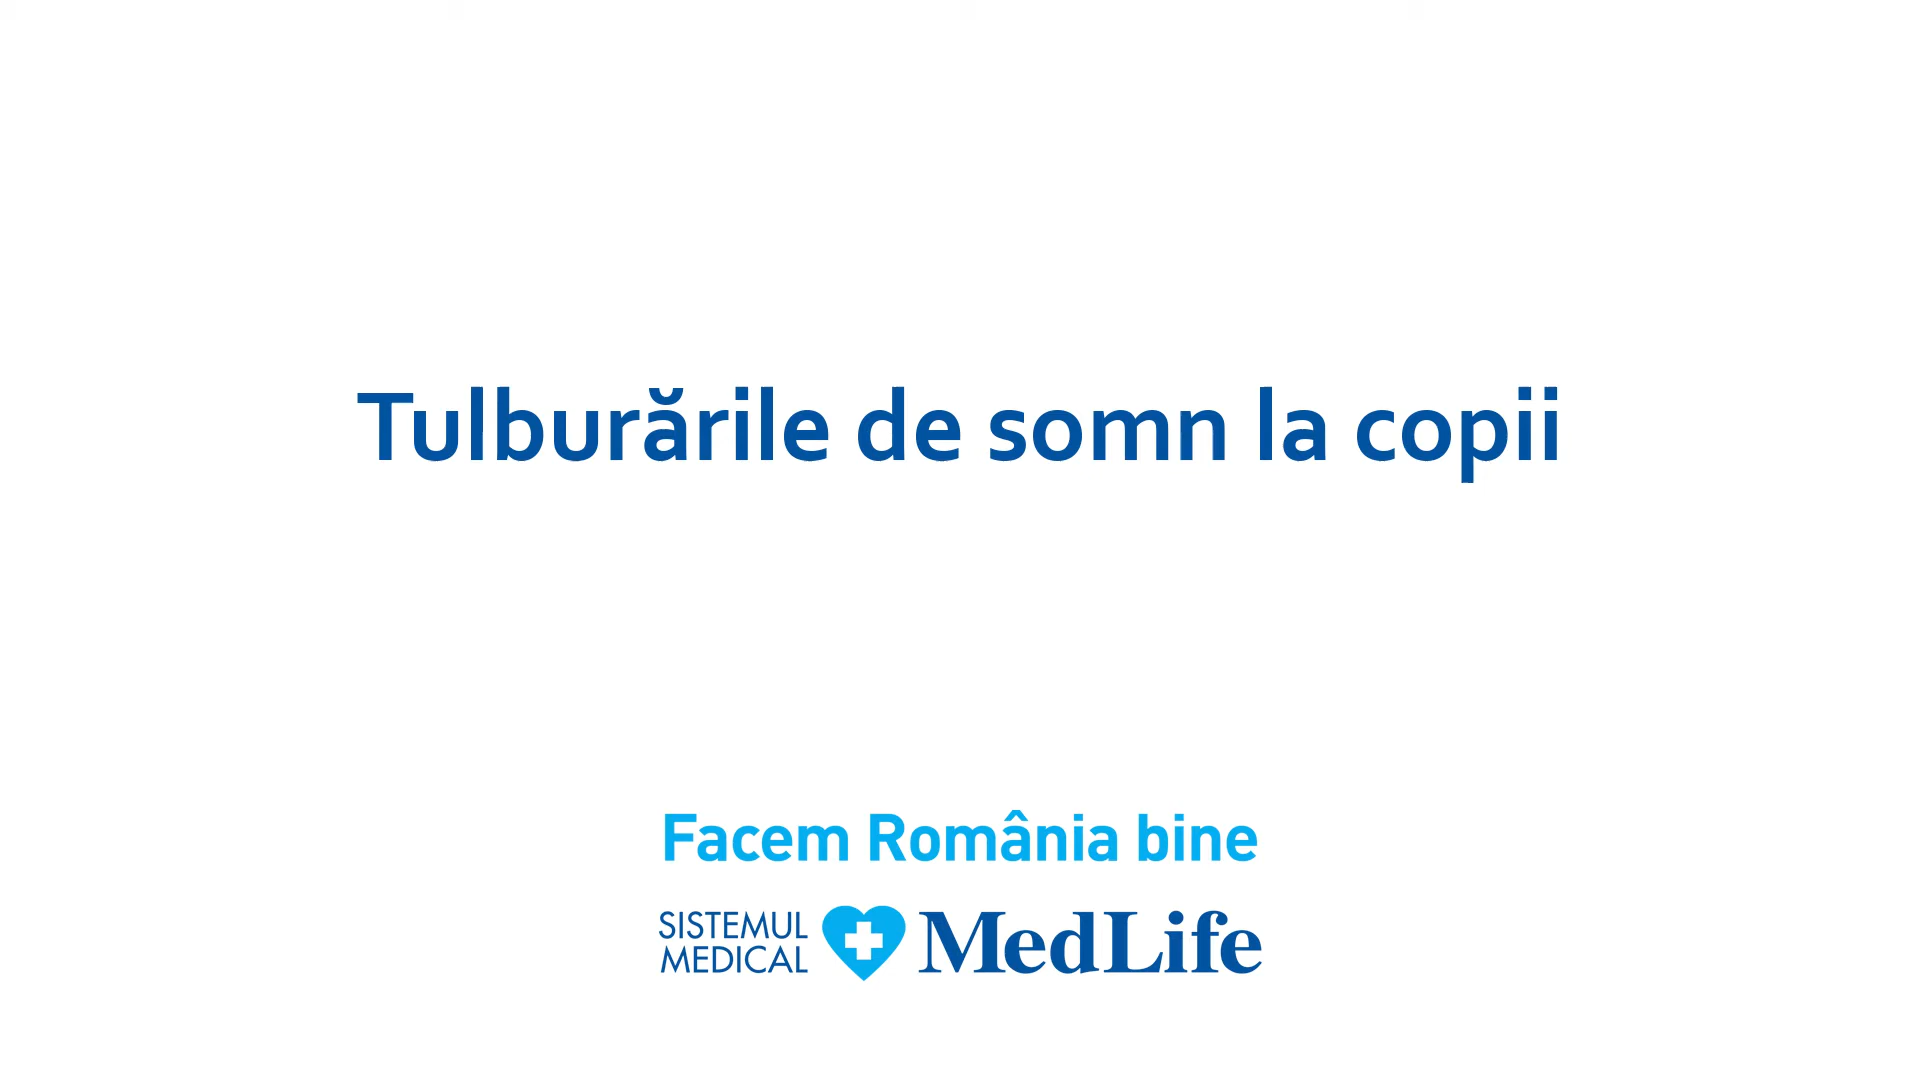 Tulburările de somn la copii
Facem România bine
SISTEMUL
MEDICAL
MedLife